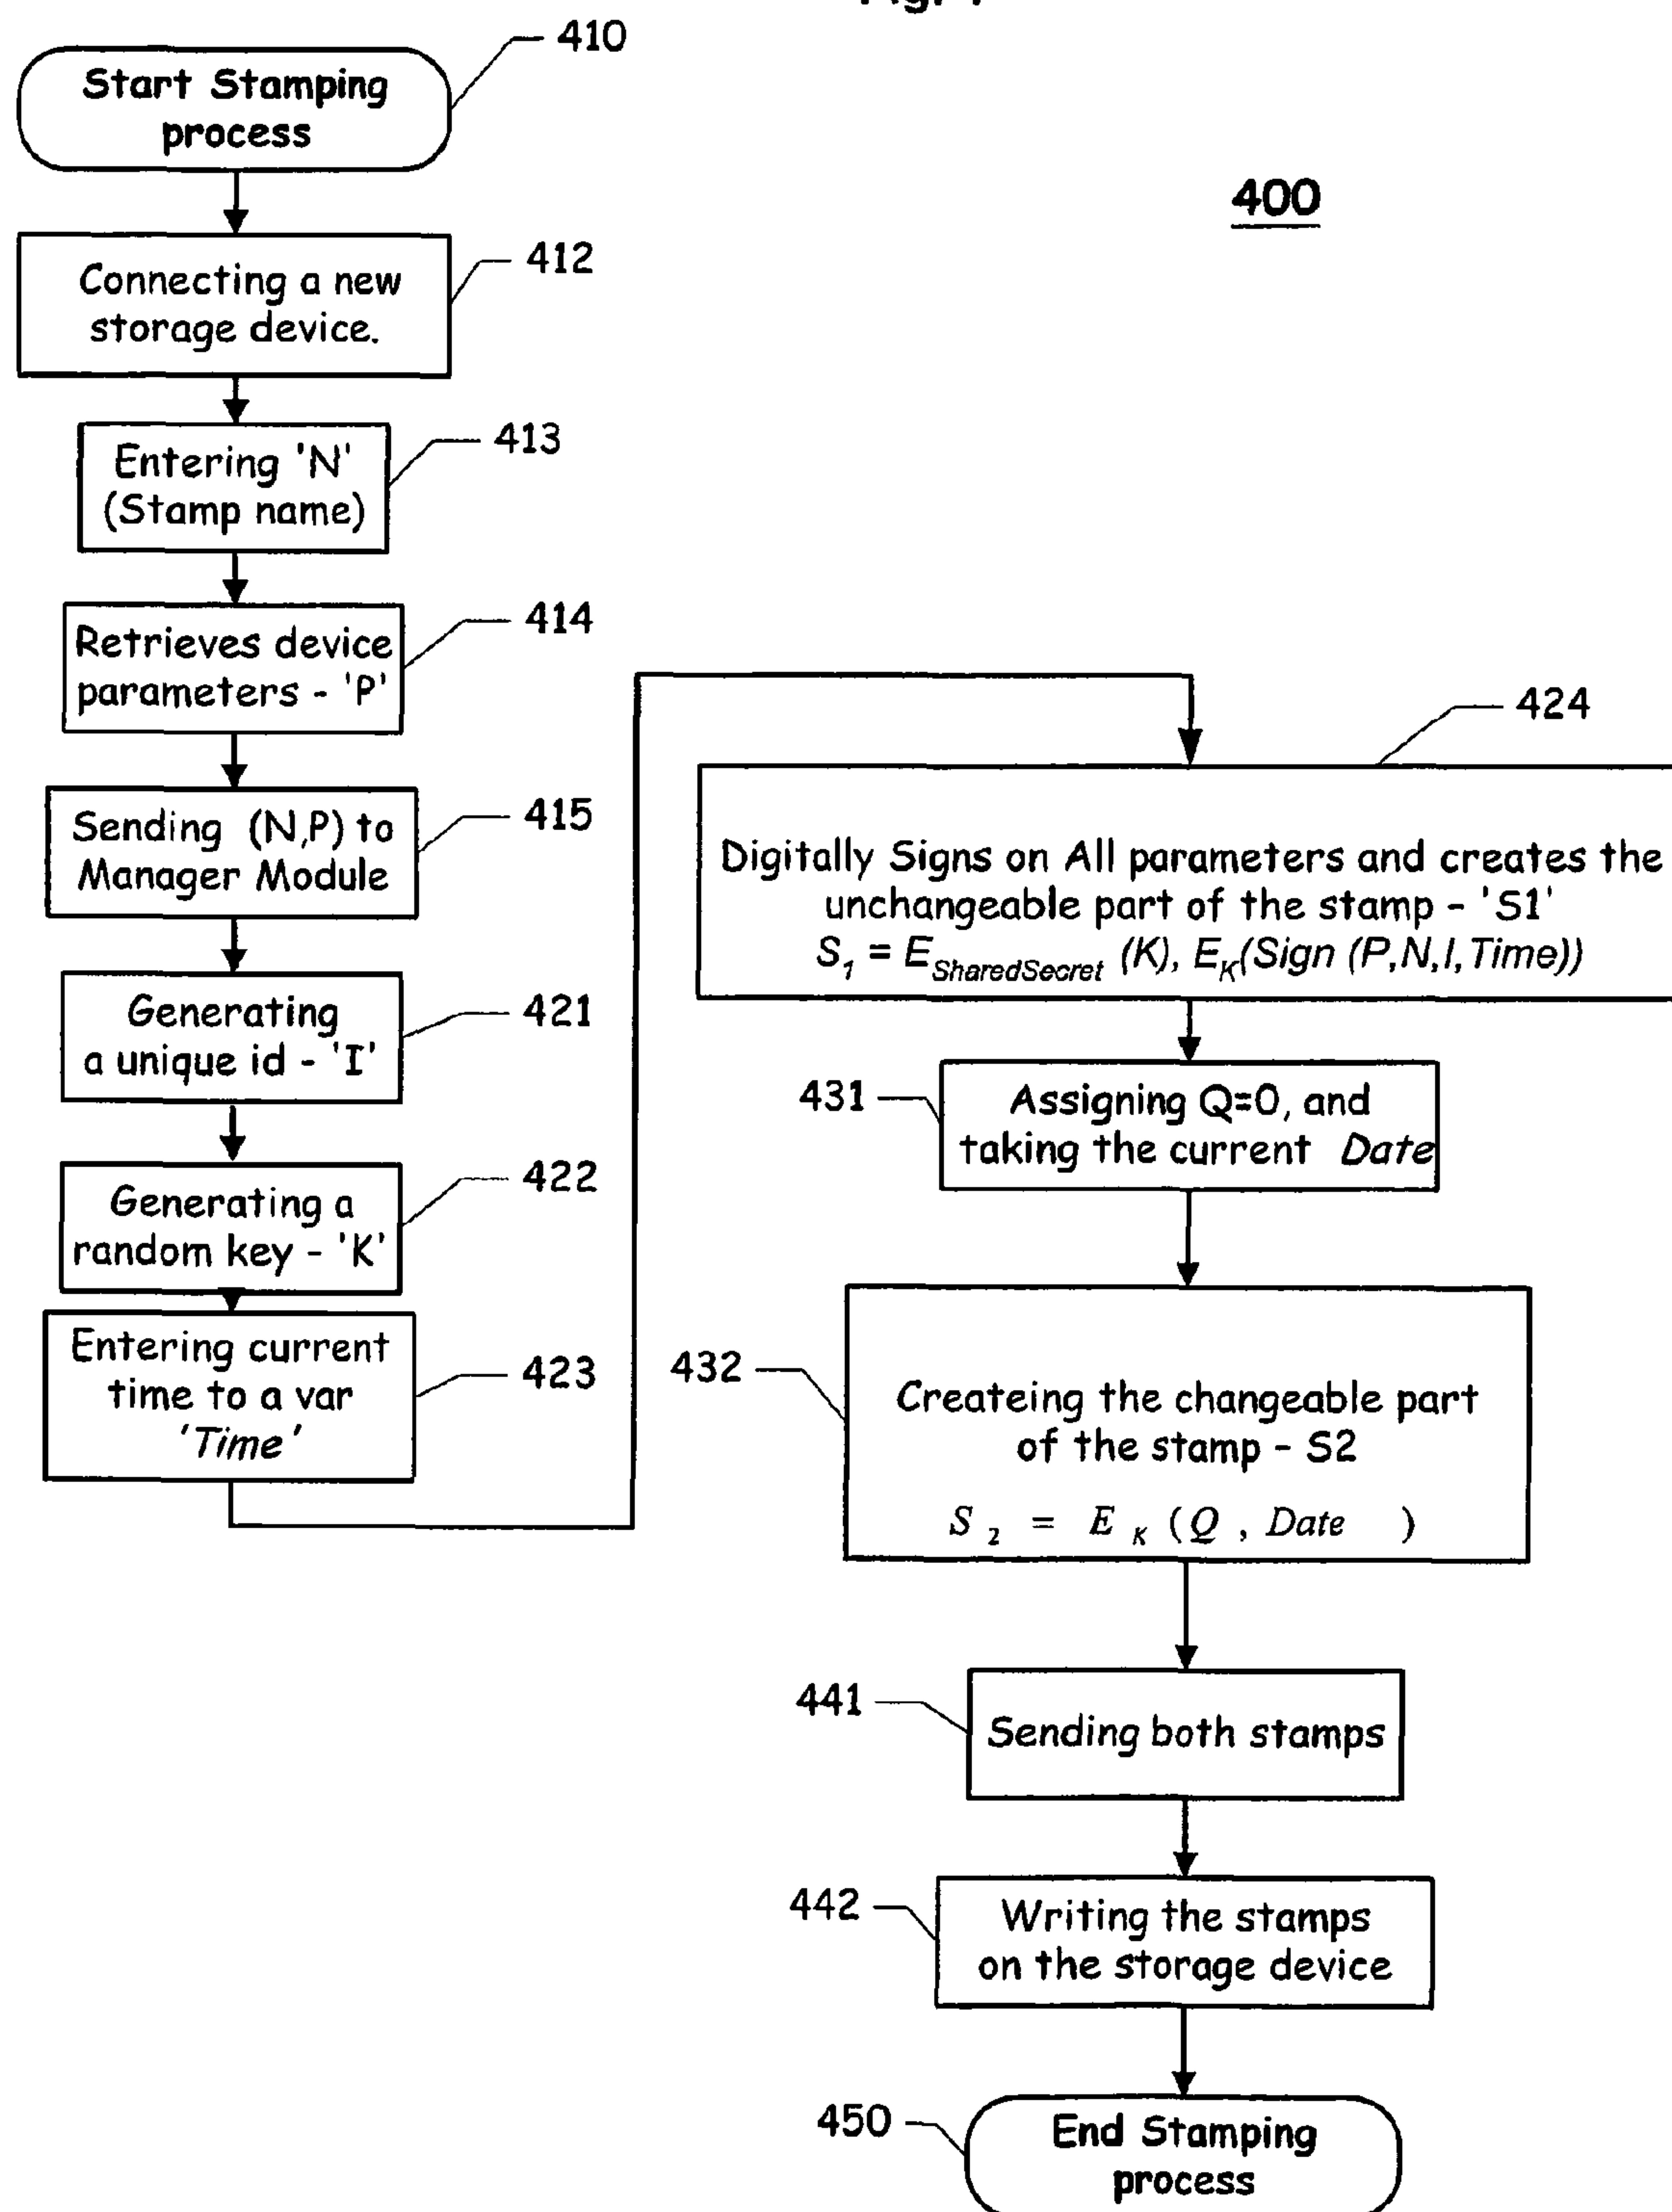 410
Start Stamping
process
400
412
Connecting a new
storage device.
413
Entering 'N'
(Stamp name)
414
Retrieves device
parameters - 'P'
415
Sending (N,P) to
Manager Module
421
Generating
a unique id - 'I'
422
Generating a
random key - 'K'
423
Entering current
time to a var
'Time'
424
Digitally Signs on All parameters and creates the
unchangeable part of the stamp - 'S1'
S1 = ESharedSecret (K), EK(Sign (P,N,I,Time))
431
Assigning Q=0, and
taking the current Date
432
Createing the changeable part
of the stamp - S2
S 2 = E K ( Q , Date )
441
Sending both stamps
442
Writing the stamps
on the storage device
450
End Stamping
process